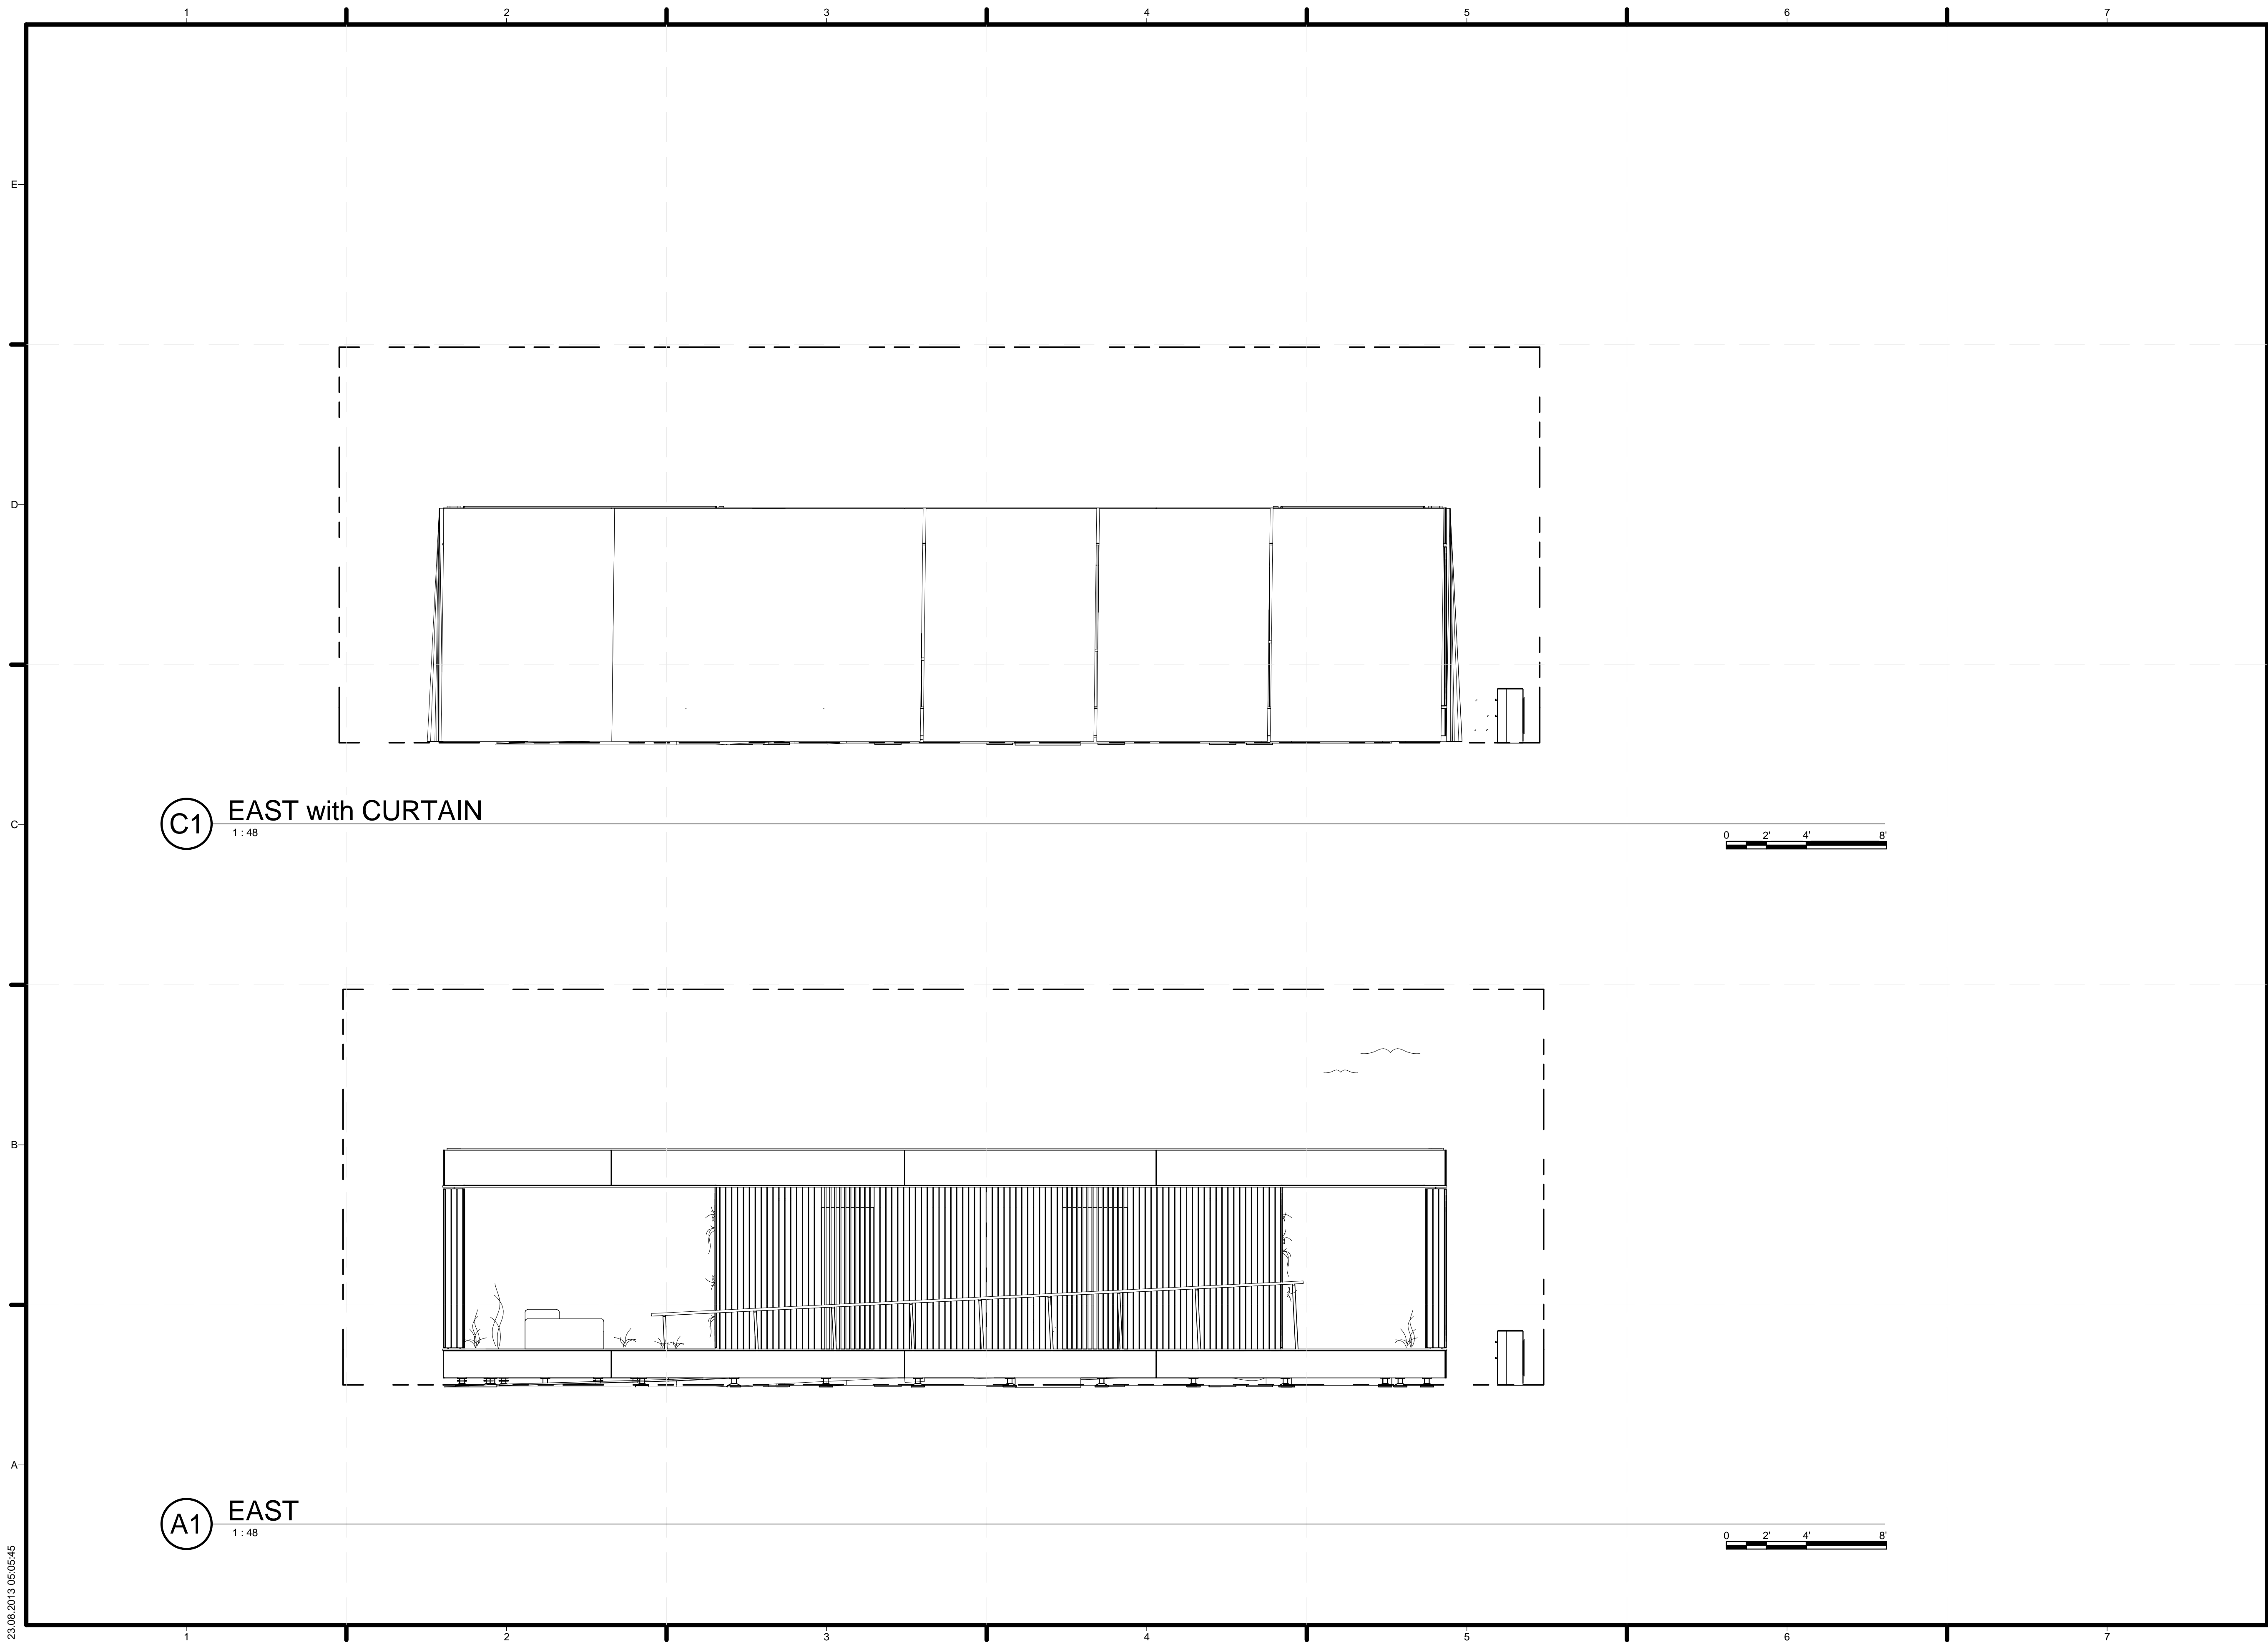 1 2 3 4 5 6 7
E
D
C1 EAST with CURTAIN
1 : 48
0 2' 4' 8'
C
B
A
A1 EAST
1 : 48
0 2' 4' 8'
23.08.2013 05:05:45
1 2 3 4 5 6 7